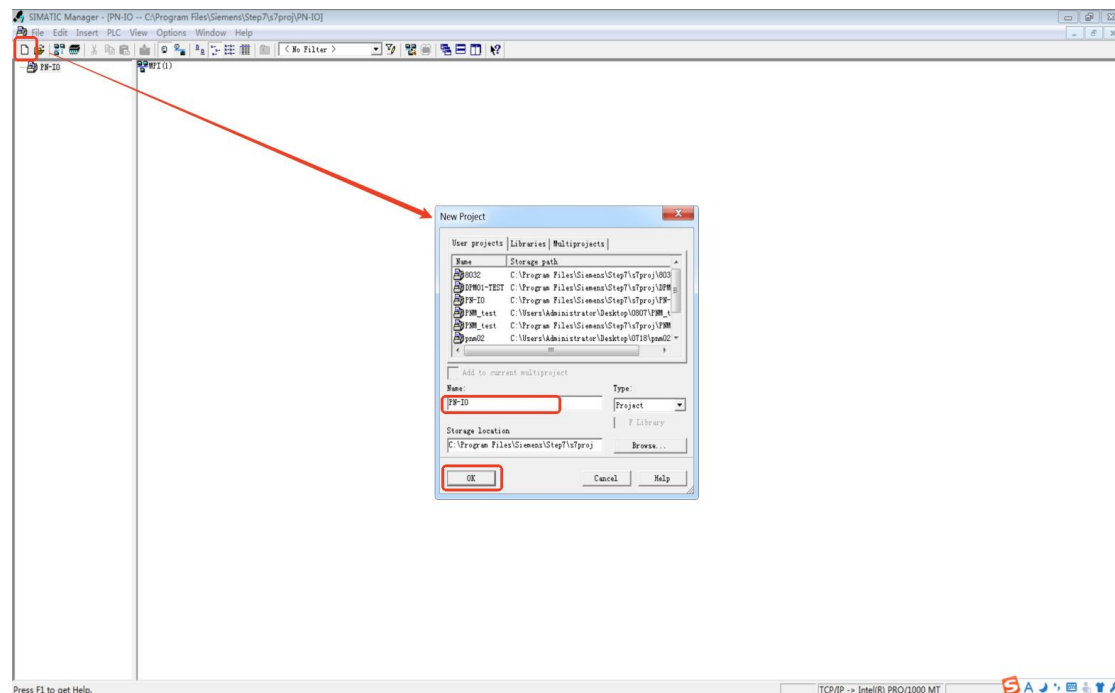 SIMATIC Manager - [PN-IO -- C:\Program Files\Siemens\Step7\s7proj\PN-IO]
File Edit Insert PLC View Options Window Help
< No Filter >
PN-IO
MPI(1)
New Project
X
User projects Libraries Multiprojects
Name Storage path
8032 C:\Program Files\Siemens\Step7\s7proj\803
DPM01-TEST C:\Program Files\Siemens\Step7\s7proj\DPM
PN-IO C:\Program Files\Siemens\Step7\s7proj\PN-
PNM_test C:\Users\Administrator\Desktop\0807\PNM_t
PNM_test C:\Program Files\Siemens\Step7\s7proj\PNM
pnm02 C:\Users\Administrator\Desktop\0718\pnm02
Add to current multiproject
Name: Type:
PN-IO Project
F Library
Storage location
C:\Program Files\Siemens\Step7\s7proj Browse...
OK Cancel Help
Press F1 to get Help.
TCP/IP -> Intel(R) PRO/1000 MT
S A